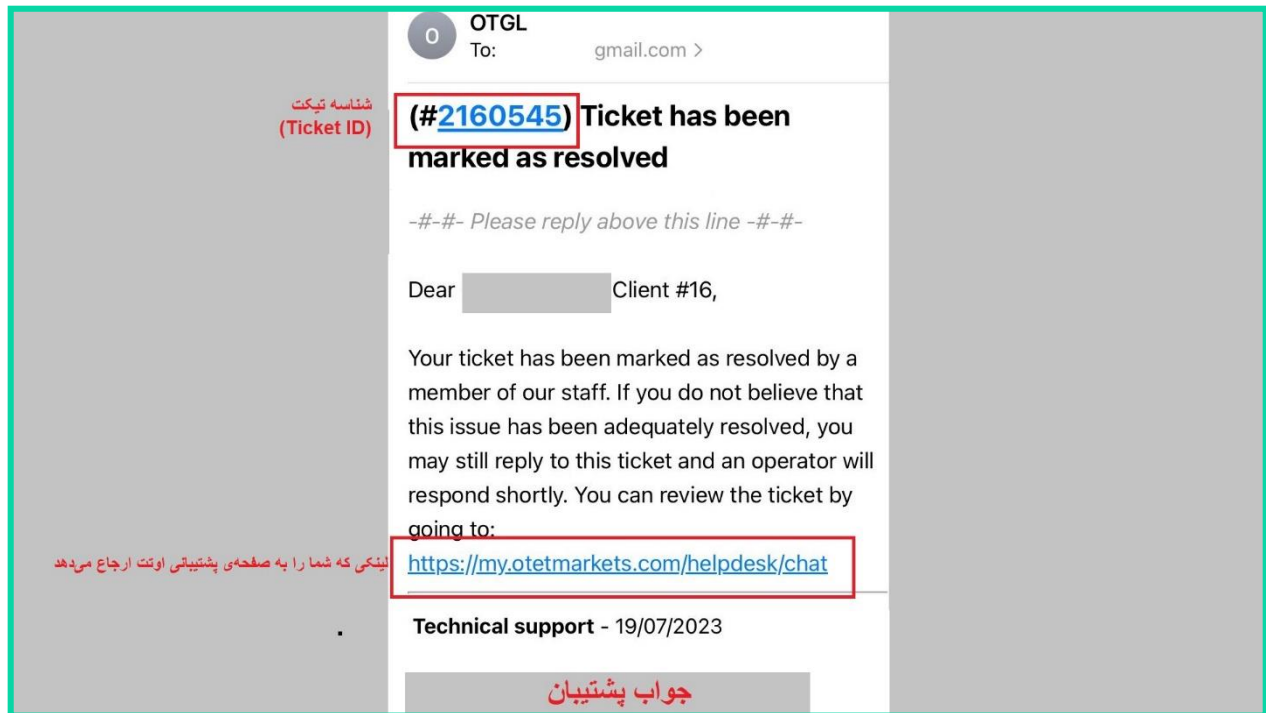 O
OTGL
To: gmail.com >
شناسه تیکت
(Ticket ID)
(#2160545) Ticket has been
marked as resolved
-#-#- Please reply above this line -#-#-
Dear Client #16,
Your ticket has been marked as resolved by a
member of our staff. If you do not believe that
this issue has been adequately resolved, you
may still reply to this ticket and an operator will
respond shortly. You can review the ticket by
going to:
لینکی که شما را به صفحه‌ی پشتیبانی اوتت ارجاع می‌دهد
https://my.otetmarkets.com/helpdesk/chat
.
Technical support - 19/07/2023
جواب پشتیبان